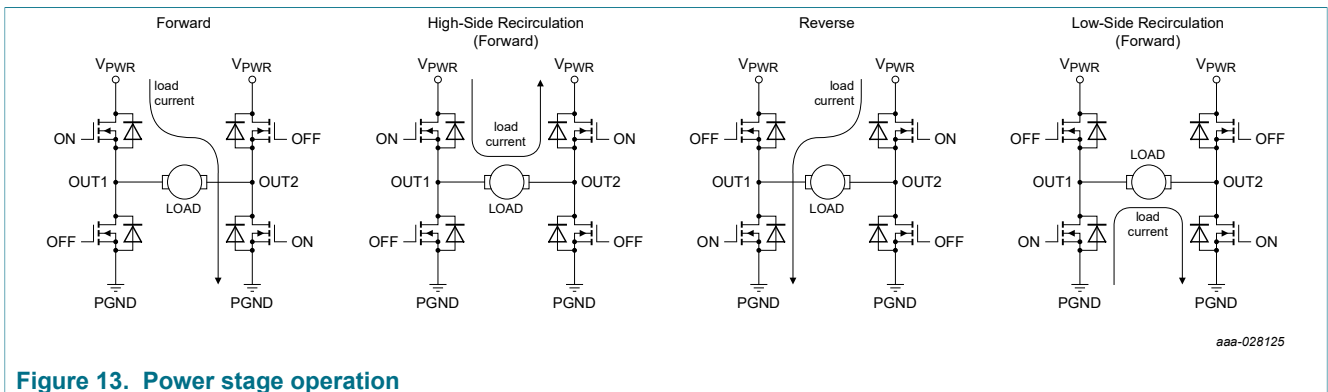 Forward
VPWR
VPWR
load
current
ON
OFF
OUT1
OUT2
LOAD
OFF
ON
PGND
PGND
High-Side Recirculation
(Forward)
VPWR
VPWR
load
current
ON
ON
OUT1
OUT2
LOAD
OFF
OFF
PGND
PGND
Reverse
VPWR
VPWR
load
current
OFF
ON
OUT1
OUT2
LOAD
ON
OFF
PGND
PGND
Low-Side Recirculation
(Forward)
VPWR
VPWR
OFF
OFF
LOAD
OUT1
OUT2
load
current
ON
ON
PGND
PGND
aaa-028125
Figure 13. Power stage operation